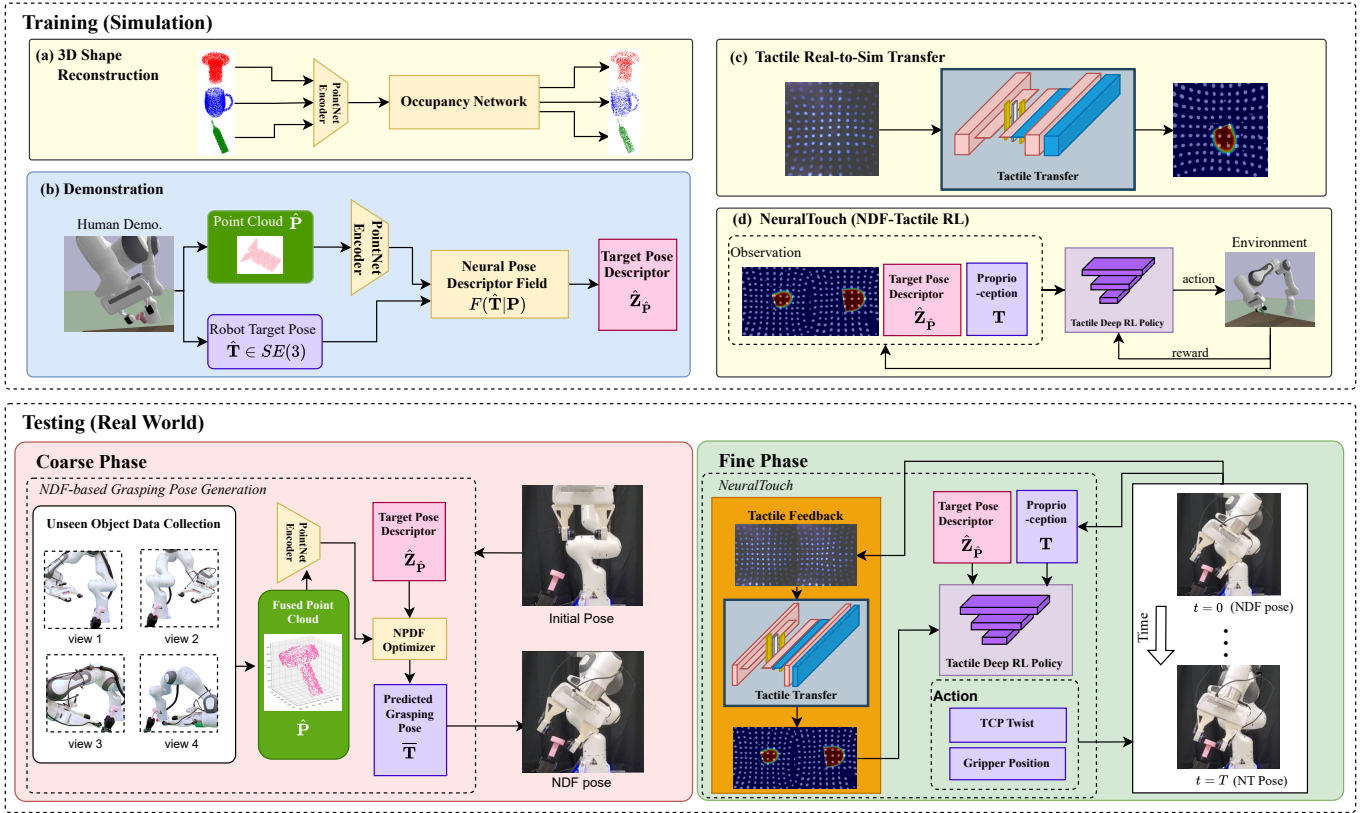 Training (Simulation)
(a) 3D Shape
Reconstruction
PointNet
Encoder
Occupancy Network
(b) Demonstration
Human Demo.
Point Cloud P̂
PointNet
Encoder
Robot Target Pose
T̂ ∈ SE(3)
Neural Pose
Descriptor Field
F(T̂|P)
Target Pose
Descriptor
Ẑ_P̂
(c) Tactile Real-to-Sim Transfer
Tactile Transfer
(d) NeuralTouch (NDF-Tactile RL)
Observation
Target Pose
Descriptor
Ẑ_P̂
Proprio
-ception
T
Tactile Deep RL Policy
action
Environment
reward
Testing (Real World)
Coarse Phase
NDF-based Grasping Pose Generation
Unseen Object Data Collection
view 1
view 2
view 3
view 4
PointNet
Encoder
Fused Point
Cloud
P̂
Target Pose
Descriptor
Ẑ_P̂
NPDF
Optimizer
Predicted
Grasping
Pose
T̅
Initial Pose
NDF pose
Fine Phase
NeuralTouch
Tactile Feedback
Tactile Transfer
Target Pose
Descriptor
Ẑ_P̂
Proprio
-ception
T
Tactile Deep RL Policy
Action
TCP Twist
Gripper Position
t = 0 (NDF pose)
Time
t = T (NT Pose)